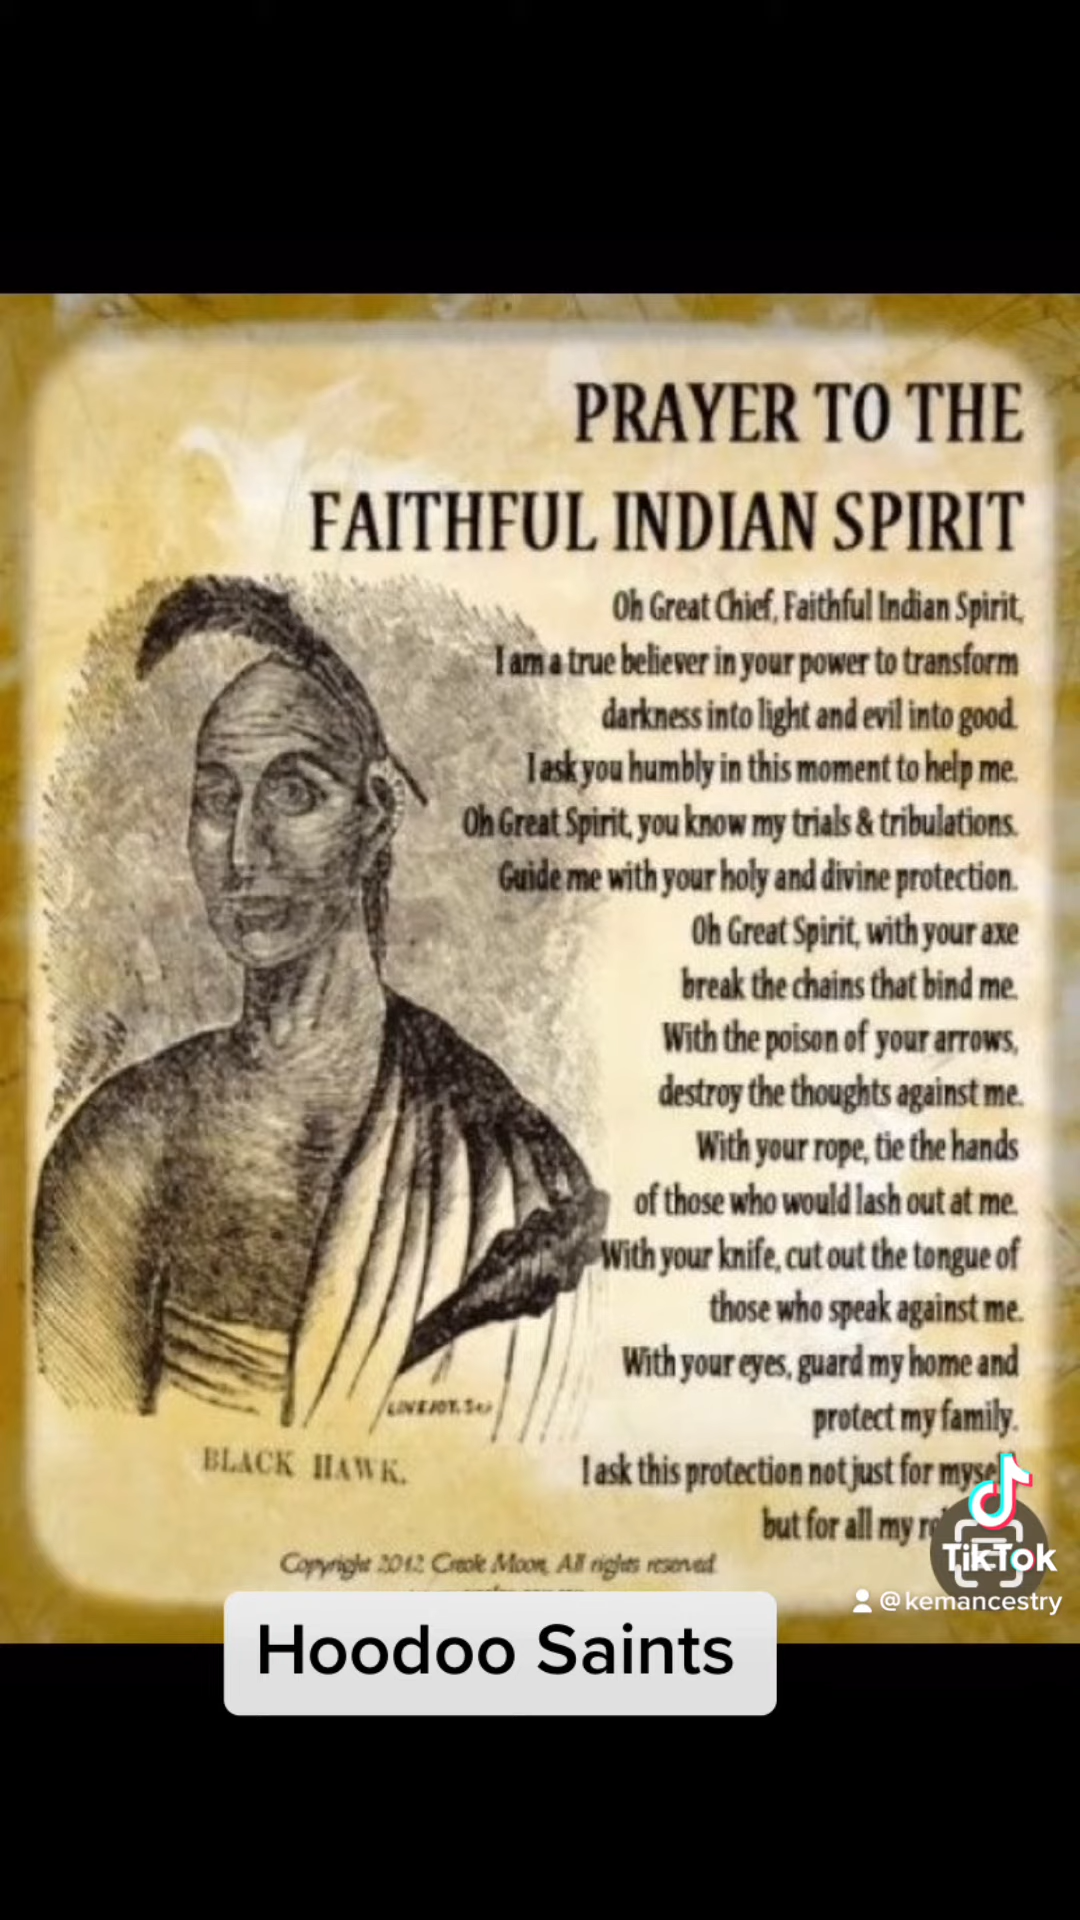 PRAYER TO THE
FAITHFUL INDIAN SPIRIT
Oh Great Chief, Faithful Indian Spirit,
I am a true believer in your power to transform
darkness into light and evil into good.
I ask you humbly in this moment to help me.
Oh Great Spirit, you know my trials & tribulations.
Guide me with your holy and divine protection.
Oh Great Spirit, with your axe
break the chains that bind me.
With the poison of your arrows,
destroy the thoughts against me.
With your rope, tie the hands
of those who would lash out at me.
With your knife, cut out the tongue of
those who speak against me.
With your eyes, guard my home and
protect my family.
I ask this protection not just for
but for all my
LOVEJOY, Sc
BLACK HAWK.
Copyright 2012 Creole Moon, All rights reserved.
TikTok
@kemancestry
Hoodoo Saints